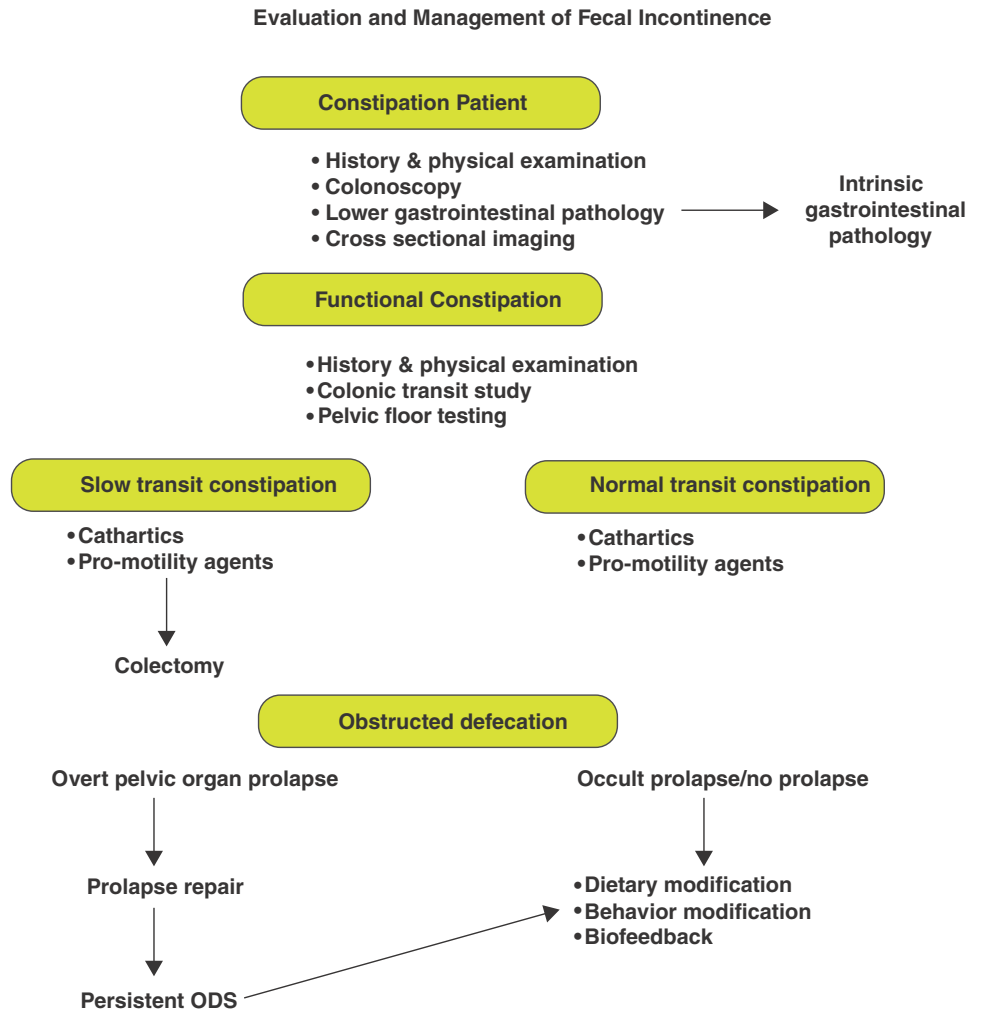 Evaluation and Management of Fecal Incontinence
Constipation Patient
• History & physical examination
• Colonoscopy
• Lower gastrointestinal pathology
• Cross sectional imaging
Intrinsic
gastrointestinal
pathology
Functional Constipation
• History & physical examination
• Colonic transit study
• Pelvic floor testing
Slow transit constipation
• Cathartics
• Pro-motility agents
Colectomy
Normal transit constipation
• Cathartics
• Pro-motility agents
Obstructed defecation
Overt pelvic organ prolapse
Prolapse repair
Persistent ODS
Occult prolapse/no prolapse
• Dietary modification
• Behavior modification
• Biofeedback